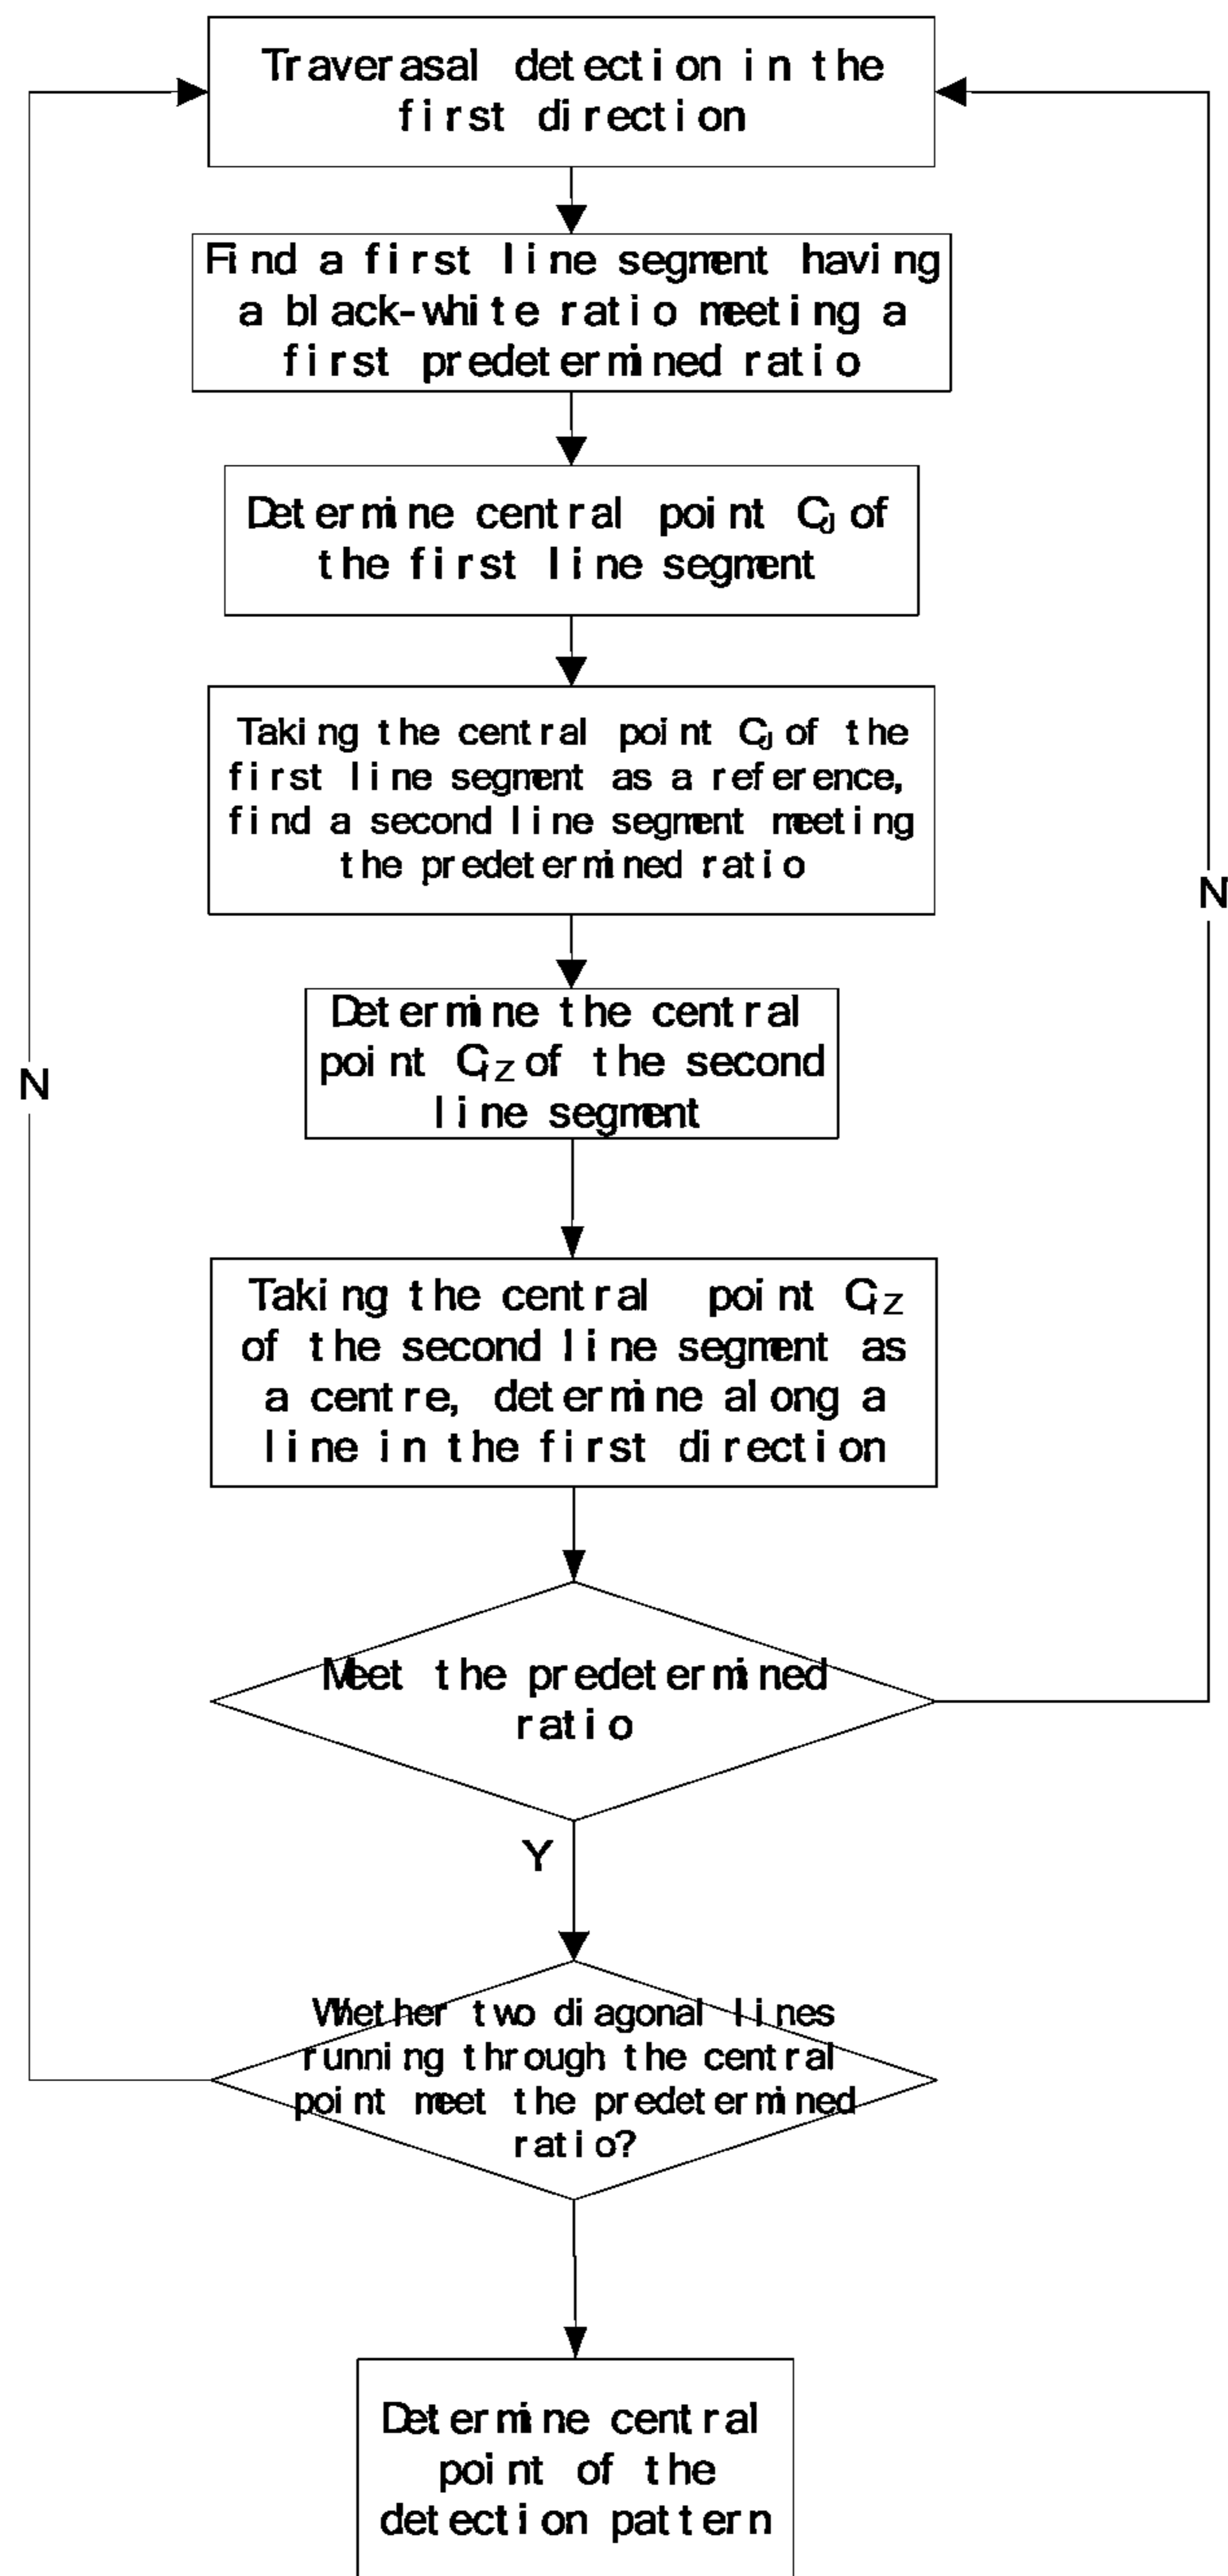 Traverasal detection in the
first direction
Find a first line segment having
a black-white ratio meeting a
first predetermined ratio
Determine central point CJ of
the first line segment
Taking the central point CJ of the
first line segment as a reference,
find a second line segment meeting
the predetermined ratio
Determine the central
point CrZ of the second
line segment
Taking the central point CrZ
of the second line segment as
a centre, determine along a
line in the first direction
Meet the predetermined
ratio
Y
N
N
Whether two diagonal lines
running through the central
point meet the predetermined
ratio?
Determine central
point of the
detection pattern